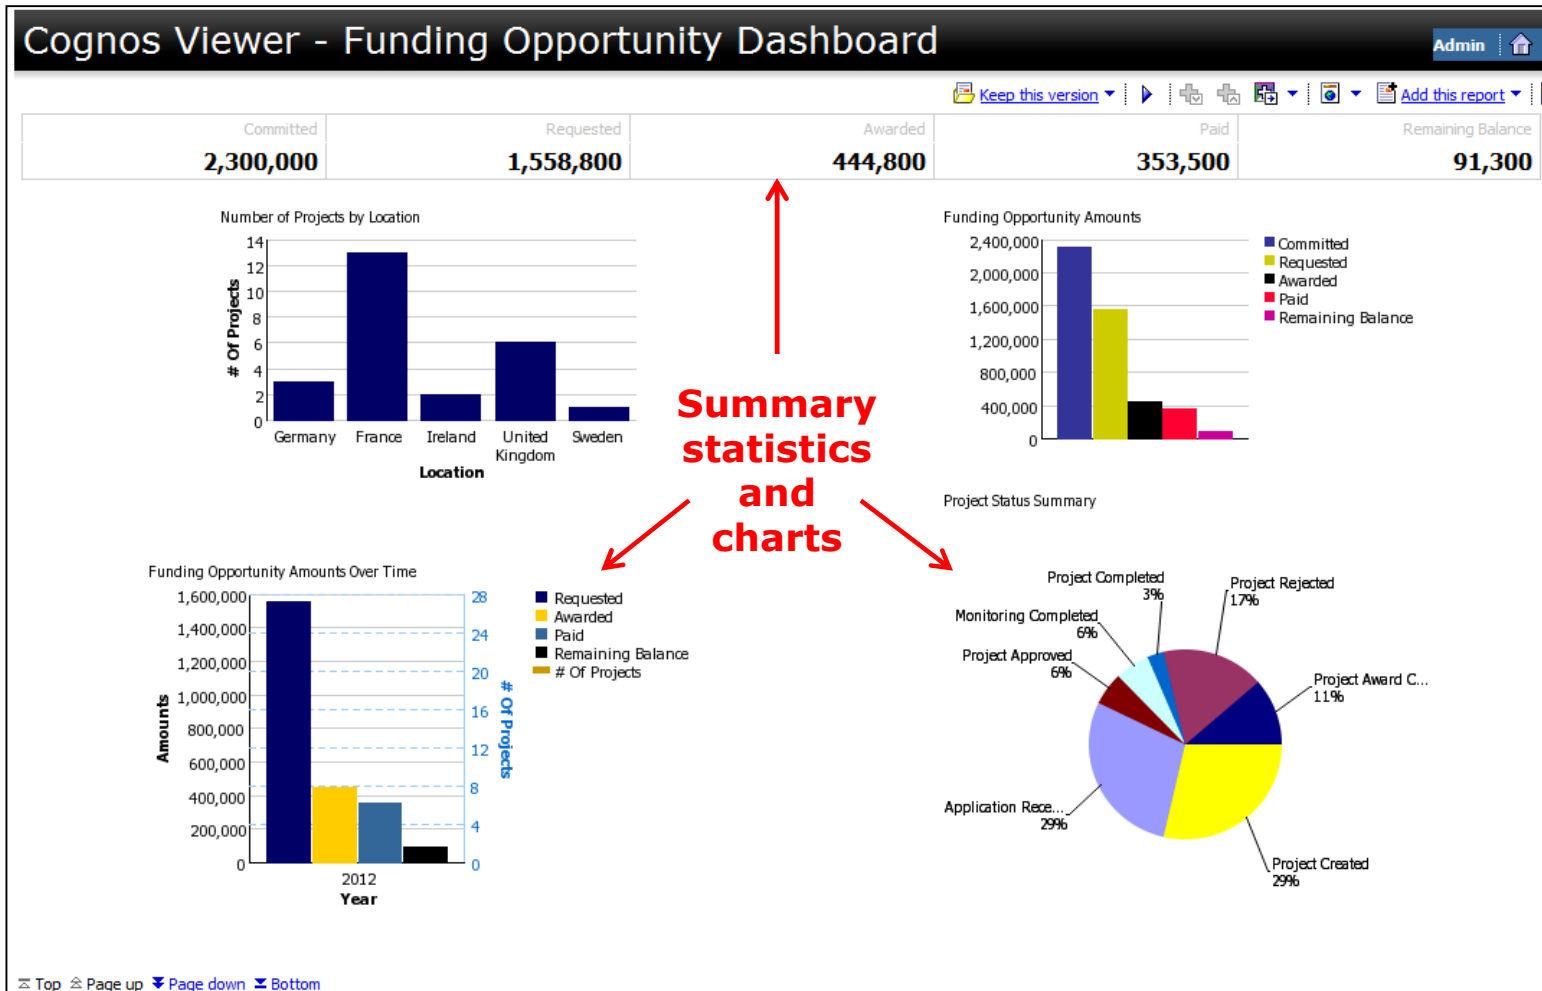 Cognos Viewer - Funding Opportunity Dashboard
Admin
Keep this version
Add this report
Committed
2,300,000
Requested
1,558,800
Awarded
444,800
Paid
353,500
Remaining Balance
91,300
Number of Projects by Location
14
12
10
8
6
4
2
0
# Of Projects
Germany
France
Ireland
United
Kingdom
Sweden
Location
Funding Opportunity Amounts
2,400,000
2,000,000
1,600,000
1,200,000
800,000
400,000
0
Committed
Requested
Awarded
Paid
Remaining Balance
Summary
statistics
and
charts
Funding Opportunity Amounts Over Time
1,600,000
1,400,000
1,200,000
1,000,000
800,000
600,000
400,000
200,000
0
Amounts
28
24
20
16
12
8
4
0
# Of Projects
2012
Year
Requested
Awarded
Paid
Remaining Balance
# Of Projects
Project Status Summary
Project Completed
3%
Project Rejected
17%
Monitoring Completed
6%
Project Approved
6%
Project Award C...
11%
Application Rece...
29%
Project Created
29%
Top Page up Page down Bottom